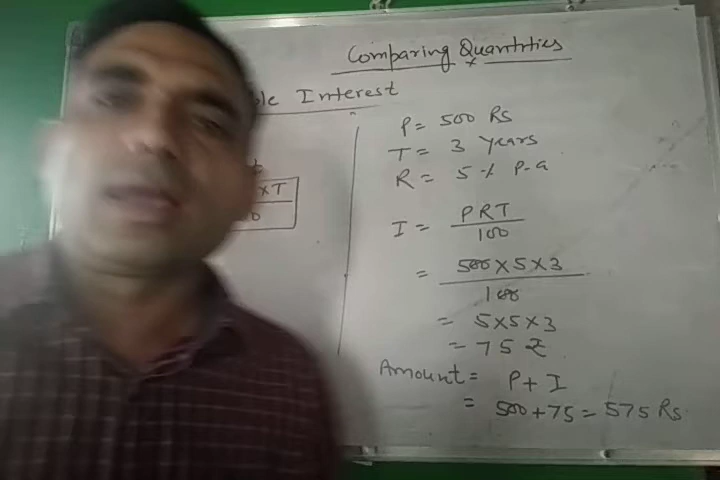 Comparing Quantities
Interest
×T
P = 500 Rs
T = 3 Years
R = 5 % P-a
I = PRT
100
= 500×5×3
100
= 5×5×3
= 75 ₹
Amount = P+I
= 500+75 = 575 Rs.